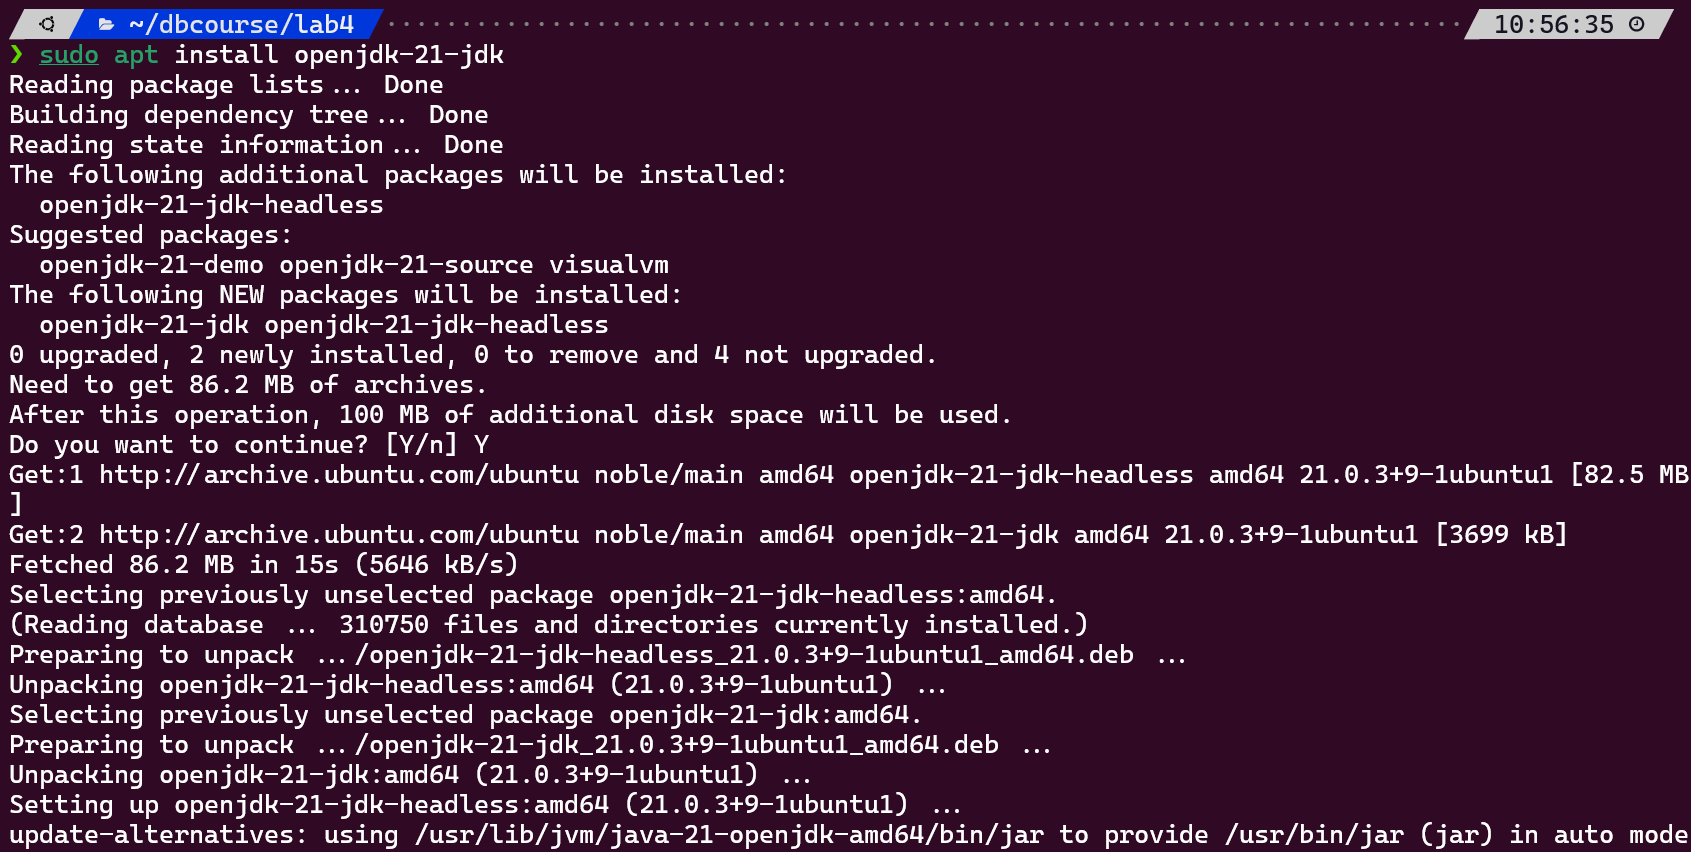 ~/dbcourse/lab4 10:56:35
❯ sudo apt install openjdk-21-jdk
Reading package lists... Done
Building dependency tree... Done
Reading state information... Done
The following additional packages will be installed:
  openjdk-21-jdk-headless
Suggested packages:
  openjdk-21-demo openjdk-21-source visualvm
The following NEW packages will be installed:
  openjdk-21-jdk openjdk-21-jdk-headless
0 upgraded, 2 newly installed, 0 to remove and 4 not upgraded.
Need to get 86.2 MB of archives.
After this operation, 100 MB of additional disk space will be used.
Do you want to continue? [Y/n] Y
Get:1 http://archive.ubuntu.com/ubuntu noble/main amd64 openjdk-21-jdk-headless amd64 21.0.3+9-1ubuntu1 [82.5 MB
]
Get:2 http://archive.ubuntu.com/ubuntu noble/main amd64 openjdk-21-jdk amd64 21.0.3+9-1ubuntu1 [3699 kB]
Fetched 86.2 MB in 15s (5646 kB/s)
Selecting previously unselected package openjdk-21-jdk-headless:amd64.
(Reading database ... 310750 files and directories currently installed.)
Preparing to unpack .../openjdk-21-jdk-headless_21.0.3+9-1ubuntu1_amd64.deb ...
Unpacking openjdk-21-jdk-headless:amd64 (21.0.3+9-1ubuntu1) ...
Selecting previously unselected package openjdk-21-jdk:amd64.
Preparing to unpack .../openjdk-21-jdk_21.0.3+9-1ubuntu1_amd64.deb ...
Unpacking openjdk-21-jdk:amd64 (21.0.3+9-1ubuntu1) ...
Setting up openjdk-21-jdk-headless:amd64 (21.0.3+9-1ubuntu1) ...
update-alternatives: using /usr/lib/jvm/java-21-openjdk-amd64/bin/jar to provide /usr/bin/jar (jar) in auto mode